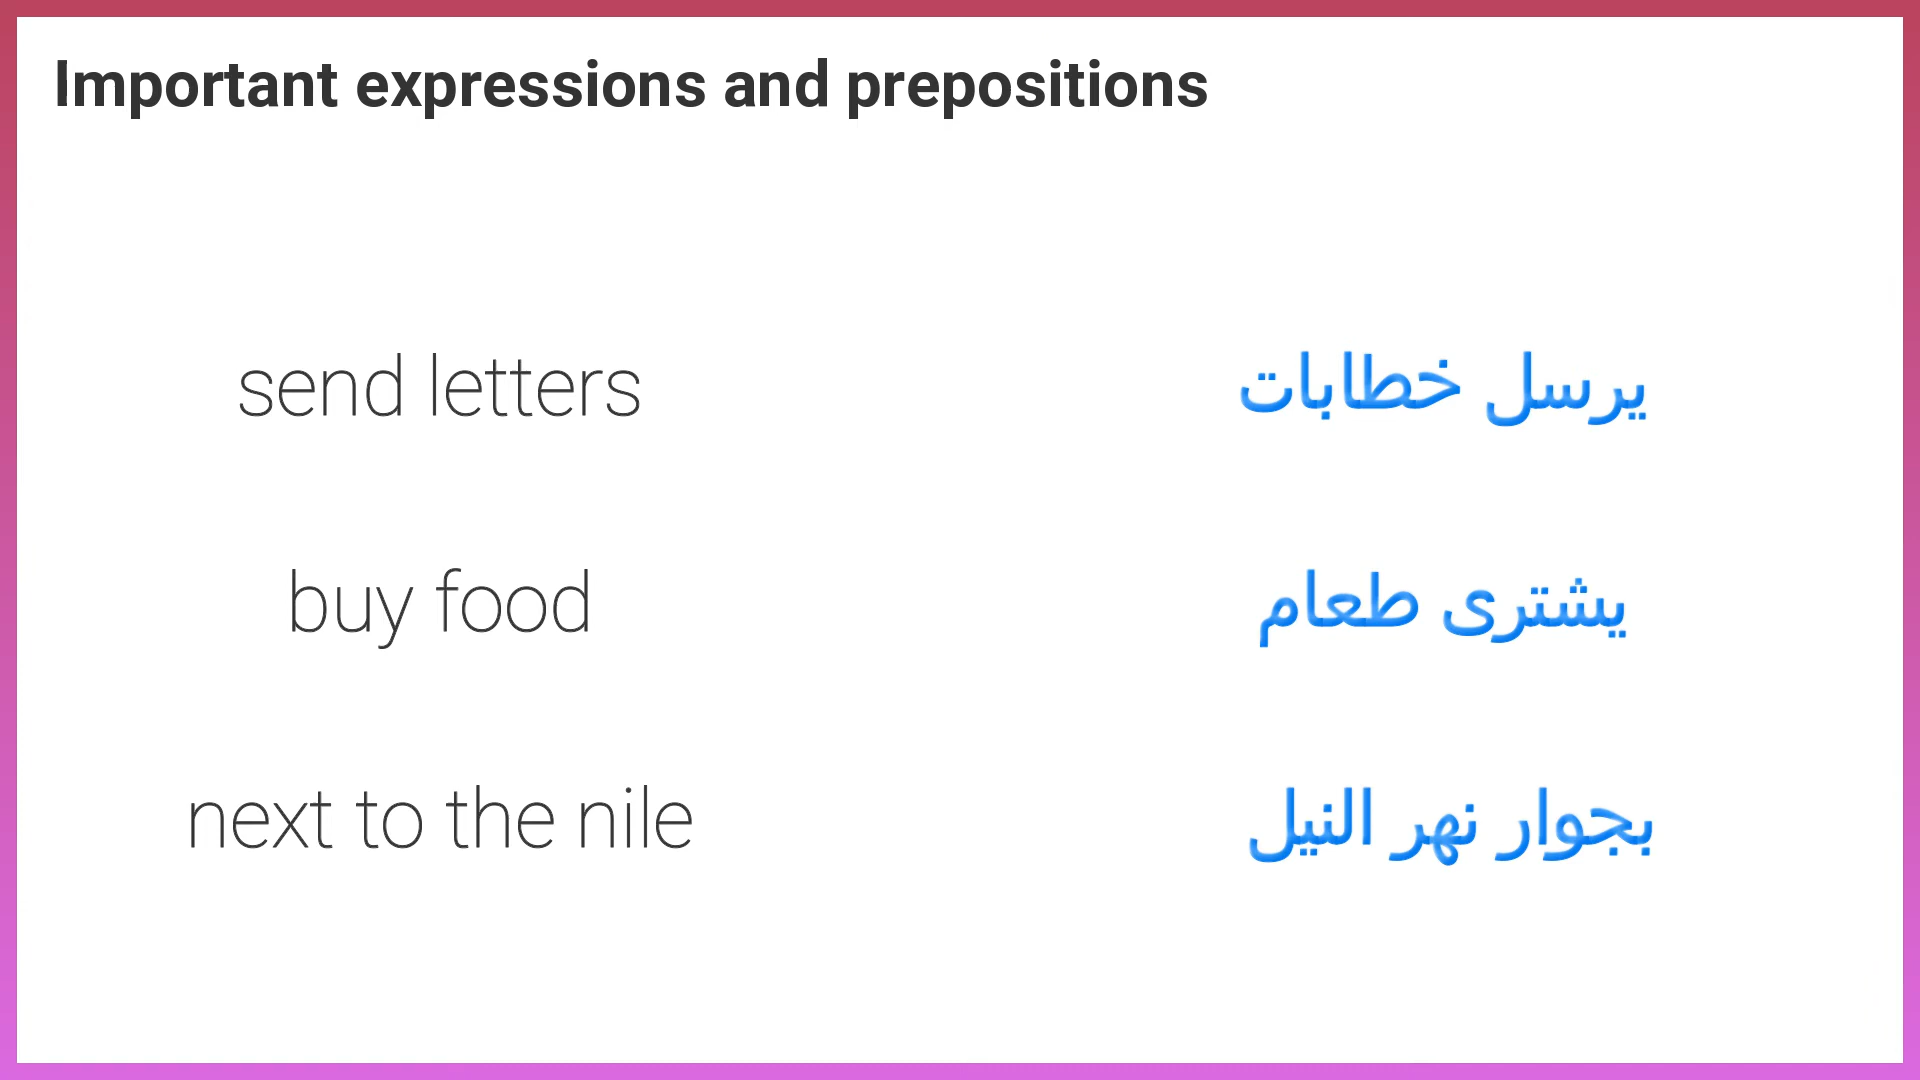 Important expressions and prepositions
send letters يرسل خطابات
buy food يشترى طعام
next to the nile بجوار نهر النيل